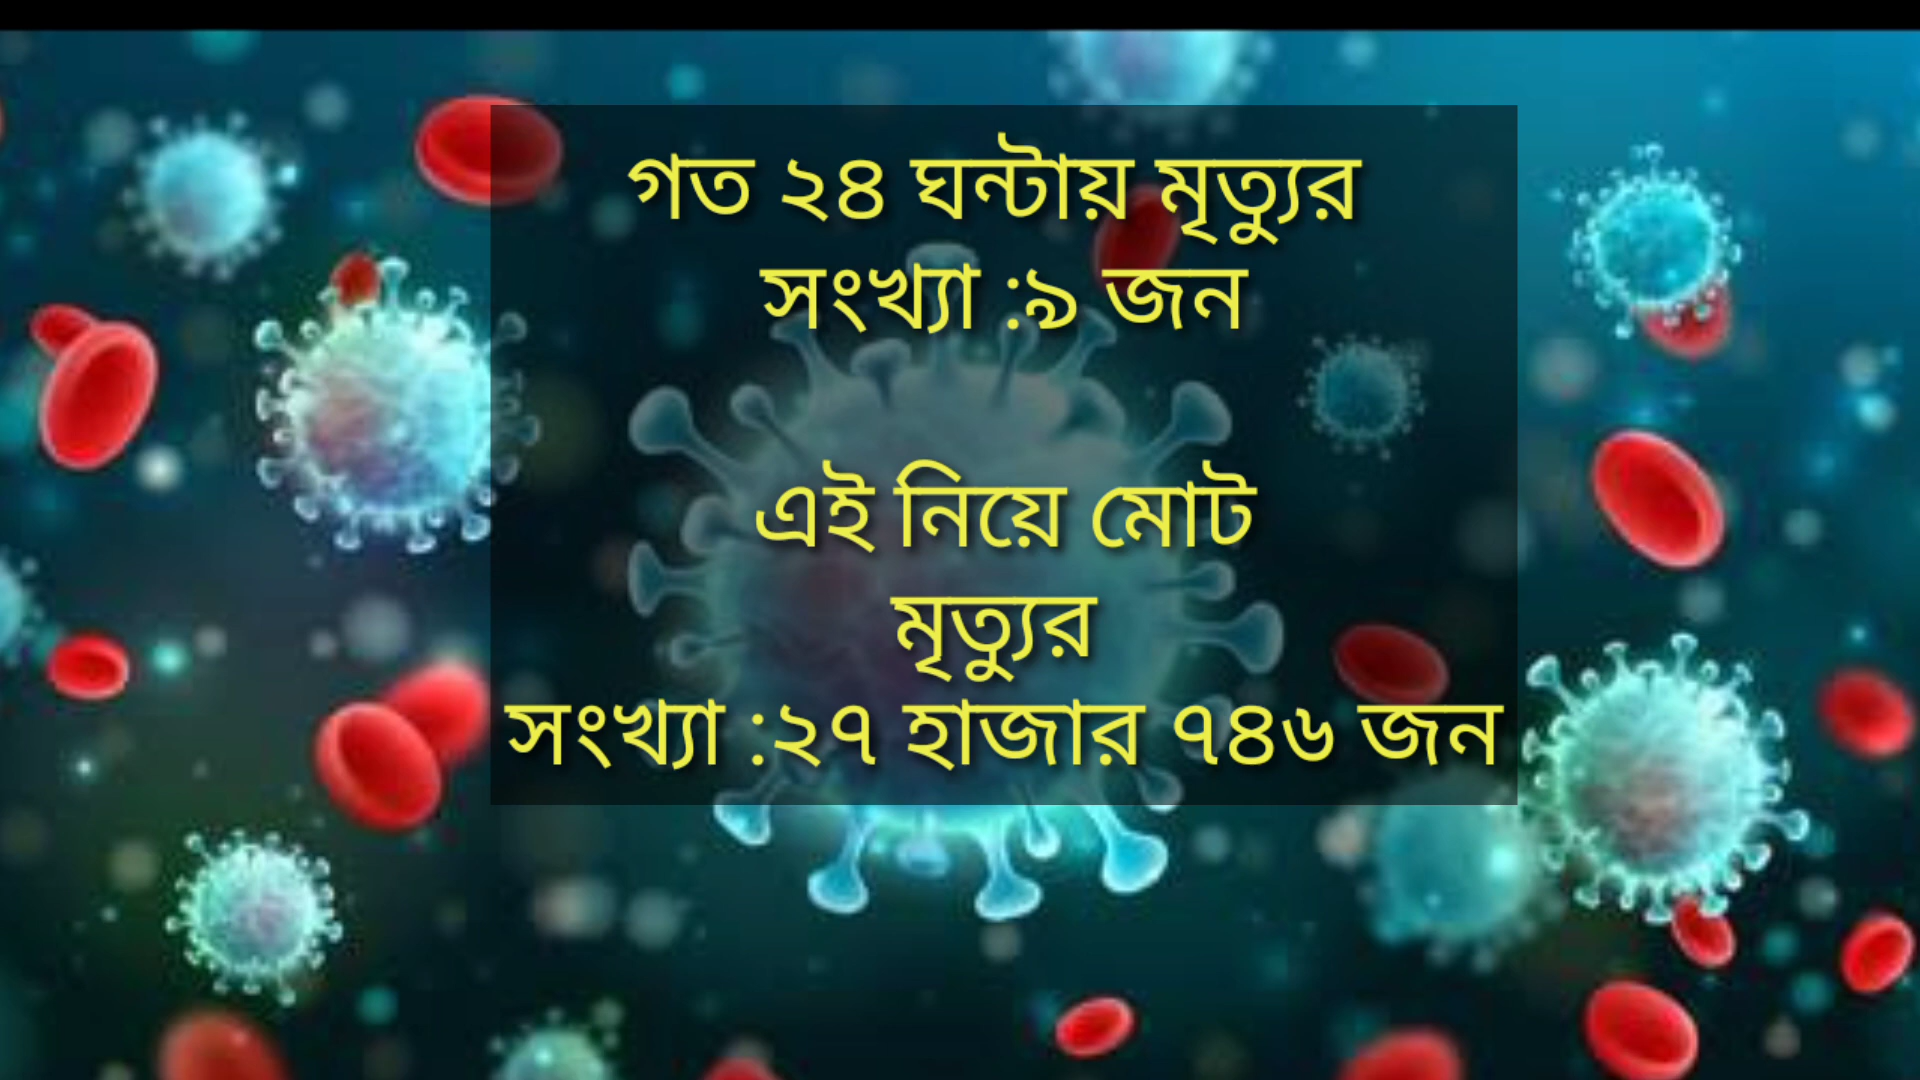 গত ২৪ ঘন্টায় মৃত্যুর
সংখ্যা :৯ জন
এই নিয়ে মোট
মৃত্যুর
সংখ্যা :২৭ হাজার ৭৪৬ জন